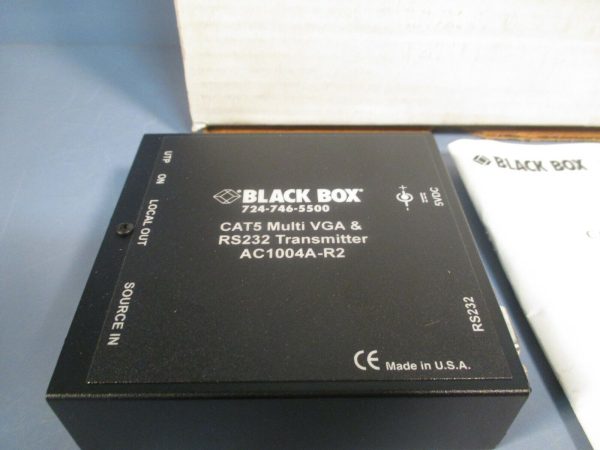 UTP ON LOCAL OUT SOURCE IN
BLACK BOX
724-746-5500
CAT5 Multi VGA &
RS232 Transmitter
AC1004A-R2
5VDC
RS232
CE Made in U.S.A.
BLACK BOX